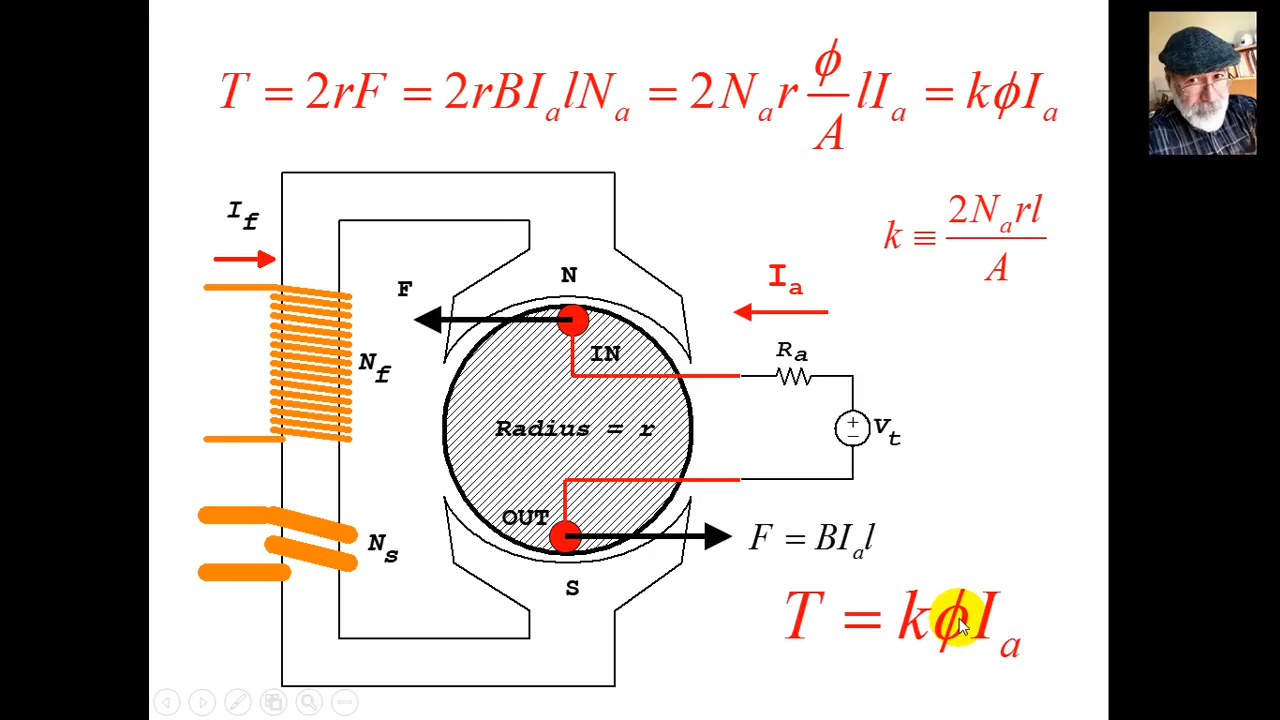 T = 2rF = 2rBI_a lN_a = 2N_a r ϕ/A lI_a = kϕI_a
k ≡ 2N_a rl/A
I_f
N
I_a
F
R_a
IN
N_f
Radius = r
+
−
V_t
OUT
F = BI_a l
N_s
S
T = kϕI_a